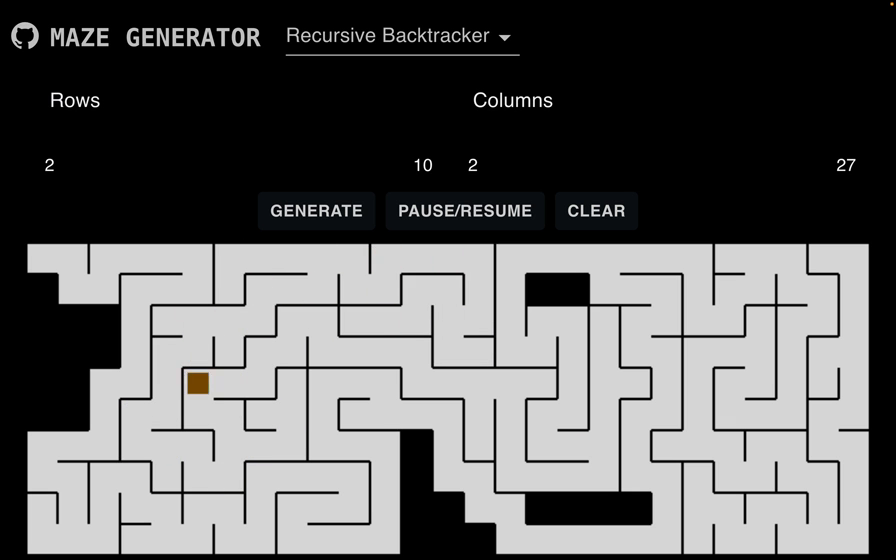 MAZE GENERATOR Recursive Backtracker
Rows Columns
2 10 2 27
GENERATE PAUSE/RESUME CLEAR